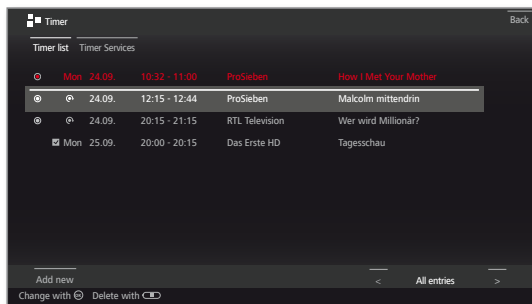 Timer Back
Timer list Timer Services
Mon 24.09. 10:32 - 11:00 ProSieben How I Met Your Mother
24.09. 12:15 - 12:44 ProSieben Malcolm mittendrin
24.09. 20:15 - 21:15 RTL Television Wer wird Millionär?
Mon 25.09. 20:00 - 20:15 Das Erste HD Tagesschau
Add new < All entries >
Change with OK Delete with